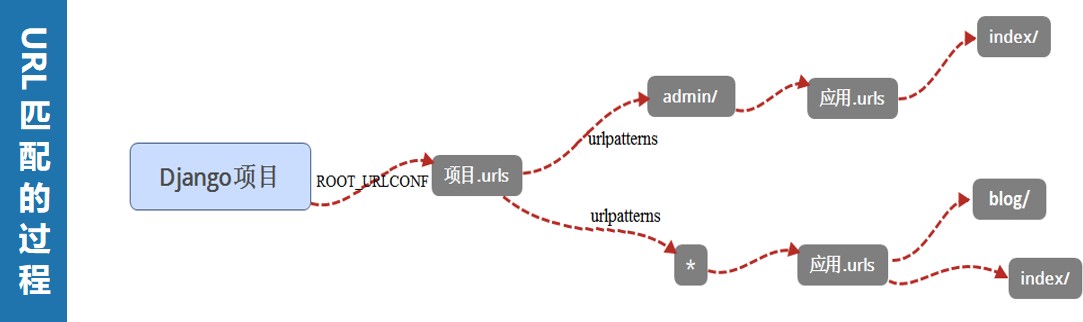 URL匹配的过程
Django项目
ROOT_URLCONF
项目.urls
urlpatterns
admin/
应用.urls
index/
urlpatterns
*
应用.urls
blog/
index/